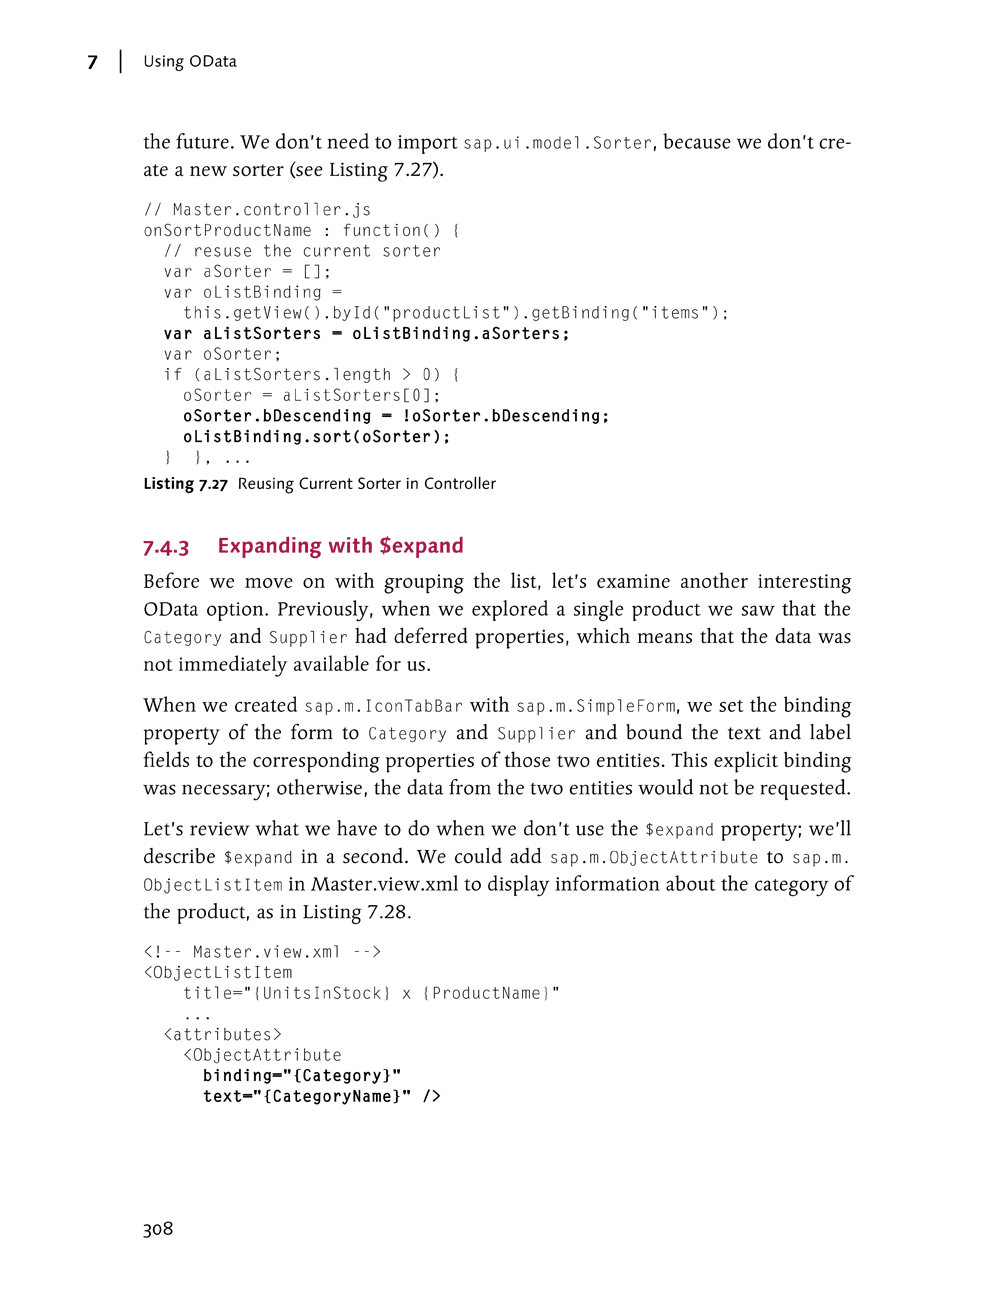 7 | Using OData
the future. We don't need to import sap.ui.model.Sorter, because we don't cre-
ate a new sorter (see Listing 7.27).
// Master.controller.js
onSortProductName : function() {
  // resuse the current sorter
  var aSorter = [];
  var oListBinding =
    this.getView().byId("productList").getBinding("items");
  var aListSorters = oListBinding.aSorters;
  var oSorter;
  if (aListSorters.length > 0) {
    oSorter = aListSorters[0];
    oSorter.bDescending = !oSorter.bDescending;
    oListBinding.sort(oSorter);
  }  }, ...
Listing 7.27 Reusing Current Sorter in Controller
7.4.3 Expanding with $expand
Before we move on with grouping the list, let's examine another interesting
OData option. Previously, when we explored a single product we saw that the
Category and Supplier had deferred properties, which means that the data was
not immediately available for us.
When we created sap.m.IconTabBar with sap.m.SimpleForm, we set the binding
property of the form to Category and Supplier and bound the text and label
fields to the corresponding properties of those two entities. This explicit binding
was necessary; otherwise, the data from the two entities would not be requested.
Let's review what we have to do when we don't use the $expand property; we'll
describe $expand in a second. We could add sap.m.ObjectAttribute to sap.m.
ObjectListItem in Master.view.xml to display information about the category of
the product, as in Listing 7.28.
<!-- Master.view.xml -->
<ObjectListItem
    title="{UnitsInStock} x {ProductName}"
    ...
  <attributes>
    <ObjectAttribute
      binding="{Category}"
      text="{CategoryName}" />
308